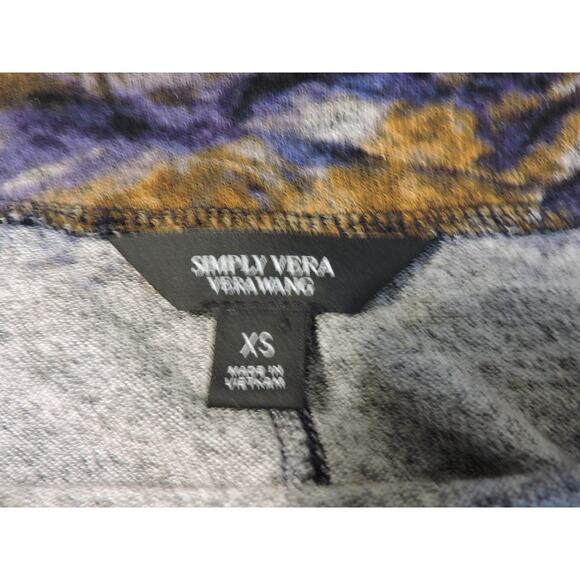 SIMPLY VERA
VERA WANG
XS
MADE IN
VIETNAM